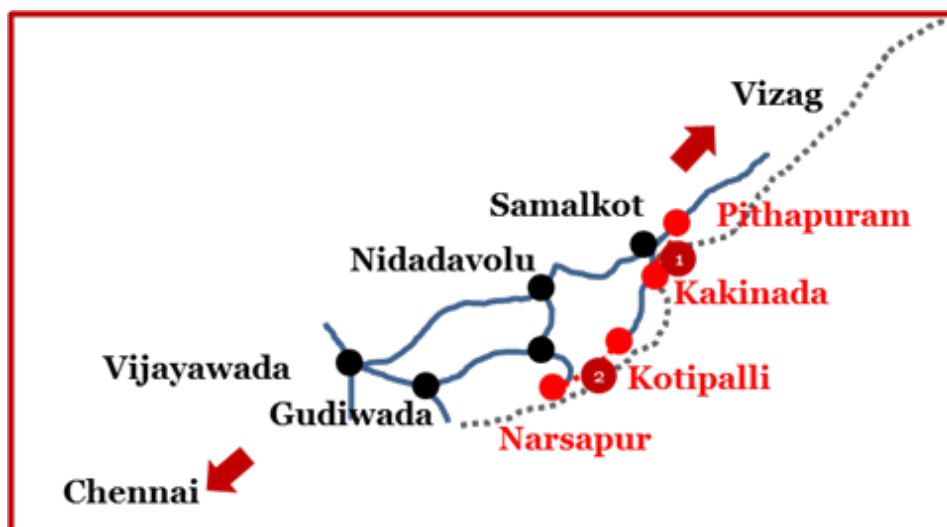 Vizag
Samalkot
Pithapuram
Nidadavolu
1
Kakinada
Vijayawada
2
Kotipalli
Gudiwada
Narsapur
Chennai